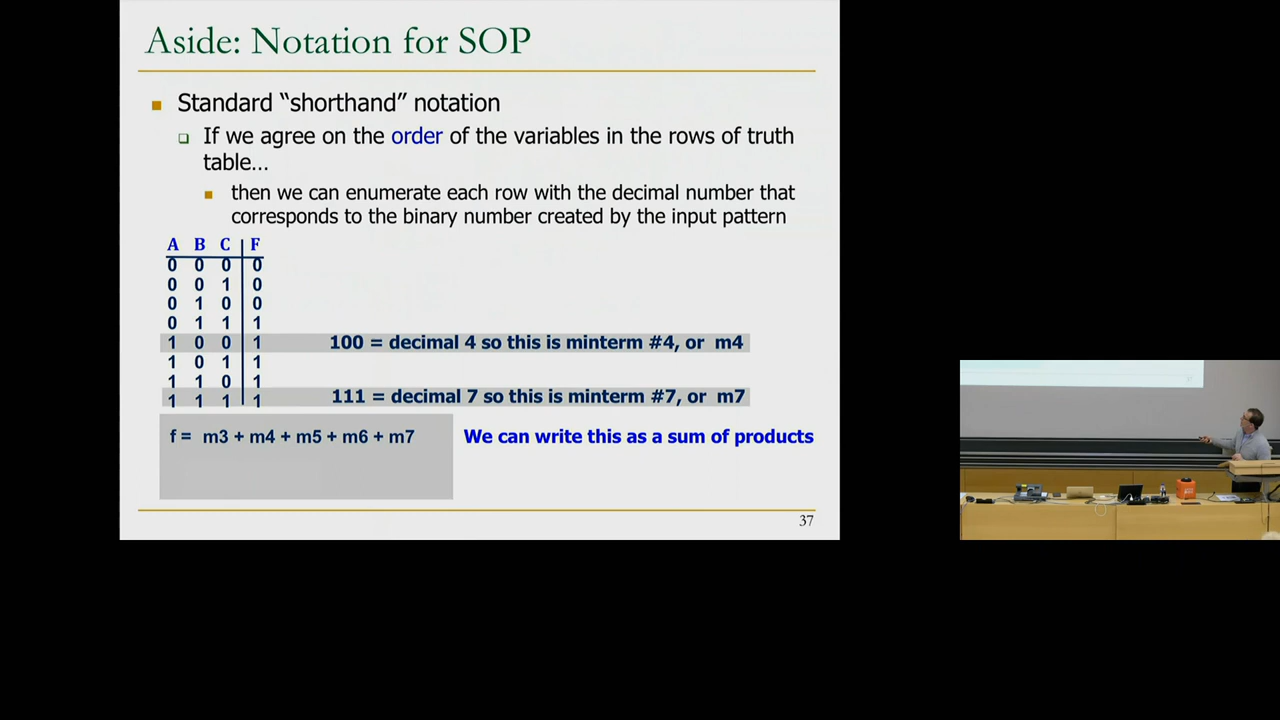 Aside: Notation for SOP
Standard “shorthand” notation
If we agree on the order of the variables in the rows of truth
table…
then we can enumerate each row with the decimal number that
corresponds to the binary number created by the input pattern
A B C F
0 0 0 0
0 0 1 0
0 1 0 0
0 1 1 1
1 0 0 1 100 = decimal 4 so this is minterm #4, or m4
1 0 1 1
1 1 0 1
1 1 1 1 111 = decimal 7 so this is minterm #7, or m7
f = m3 + m4 + m5 + m6 + m7 We can write this as a sum of products
37